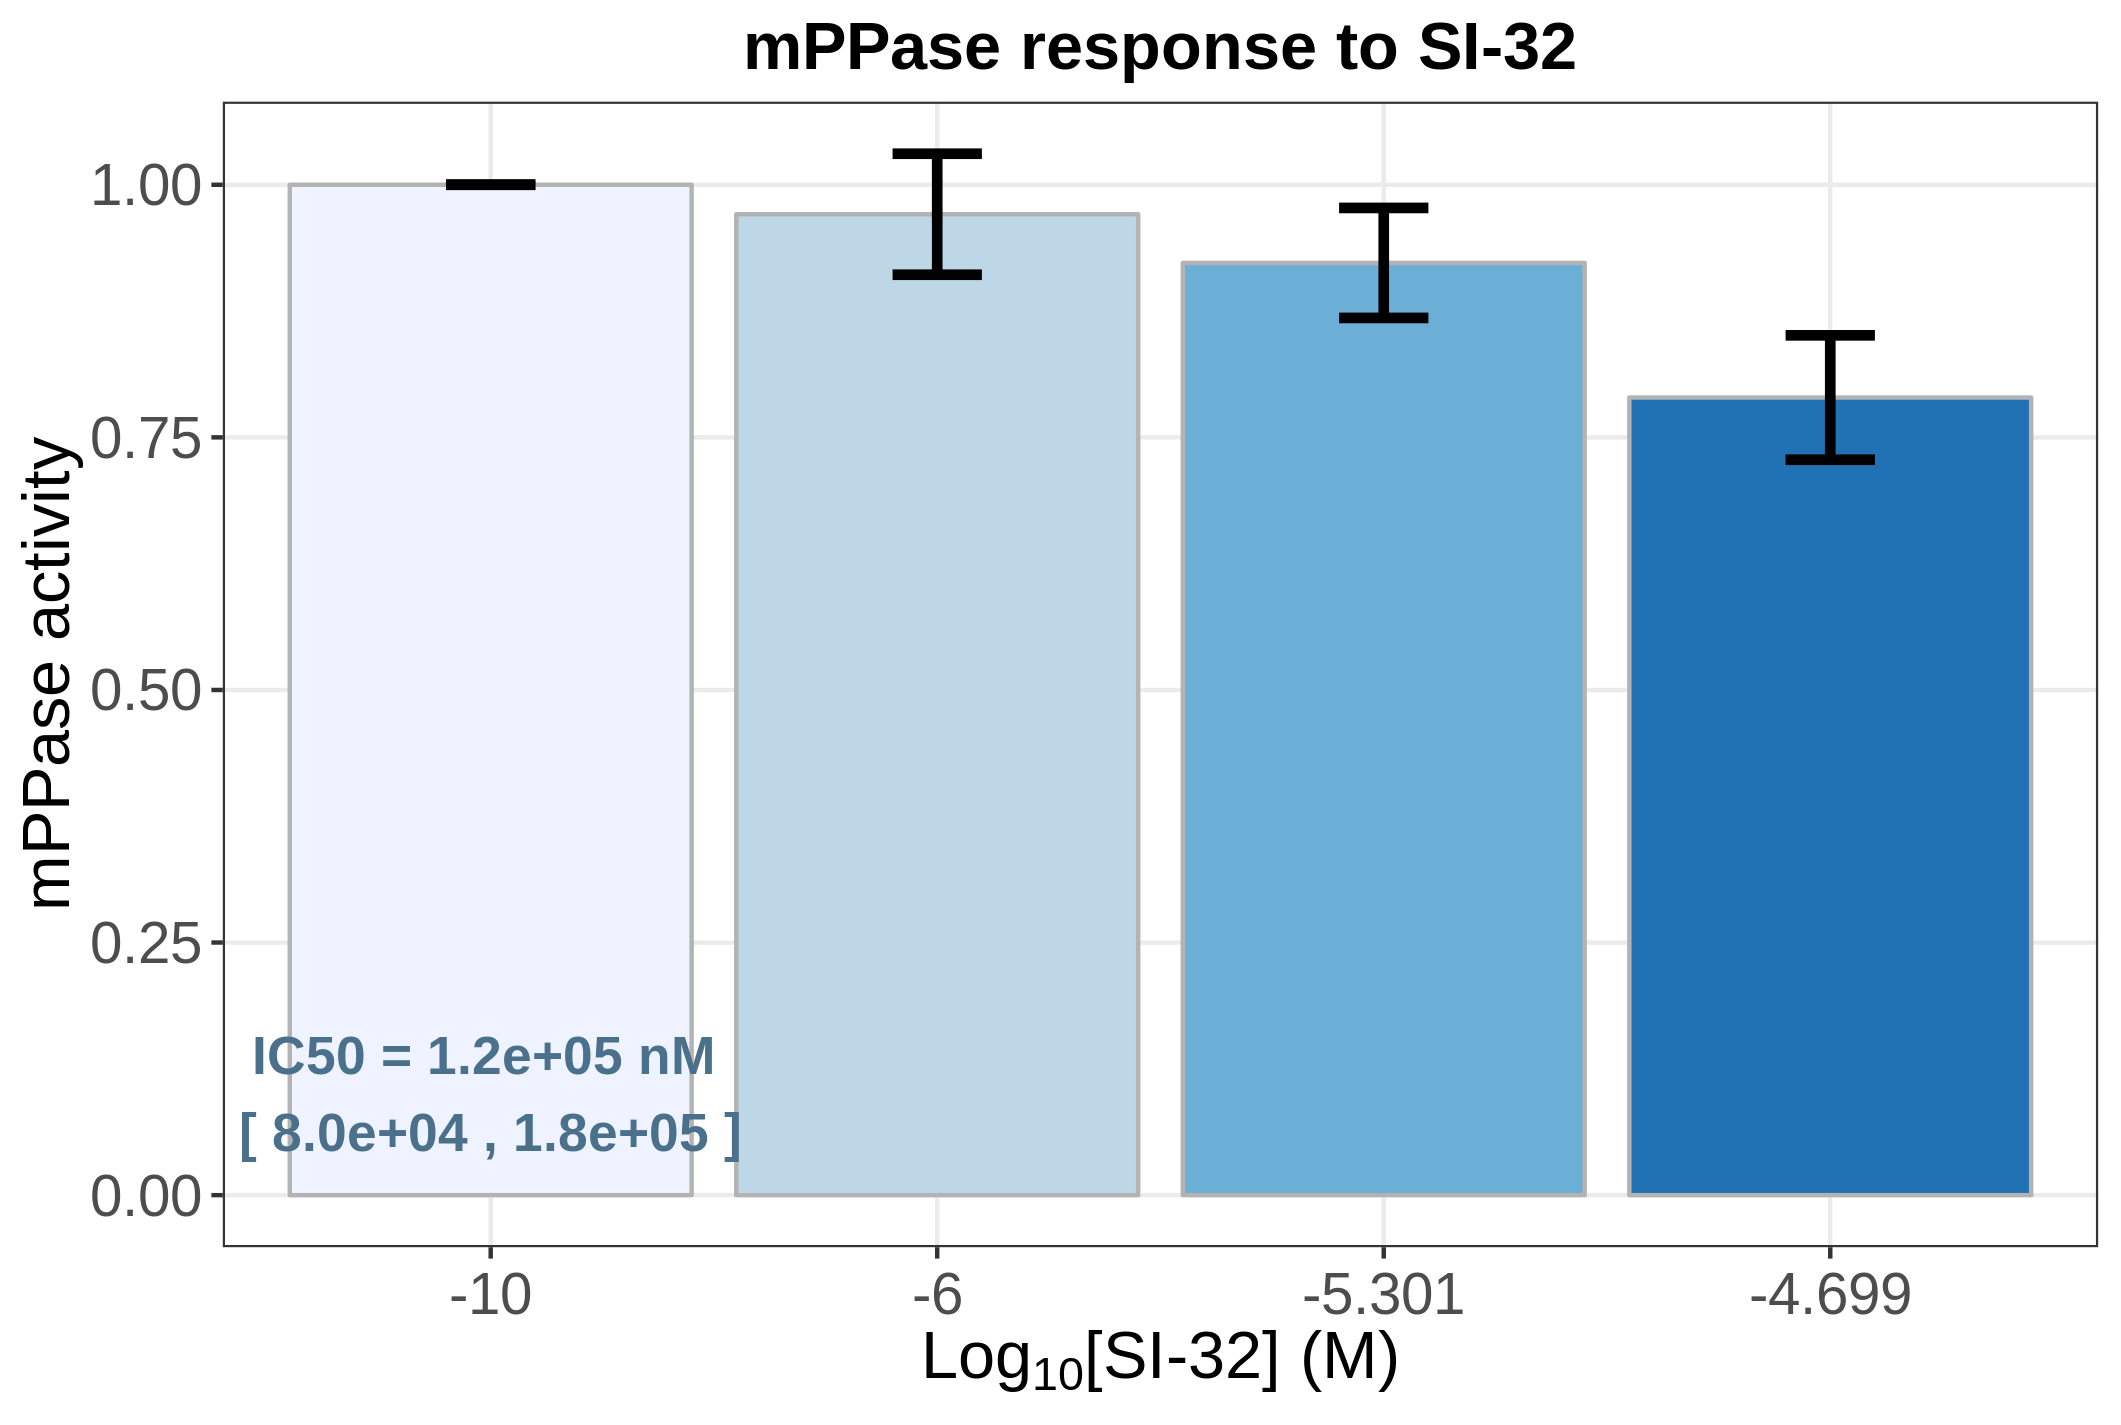 mPPase response to SI-32
mPPase activity
1.00
0.75
0.50
0.25
0.00
IC50 = 1.2e+05 nM
[ 8.0e+04 , 1.8e+05 ]
-10
-6
-5.301
-4.699
Log10[SI-32] (M)